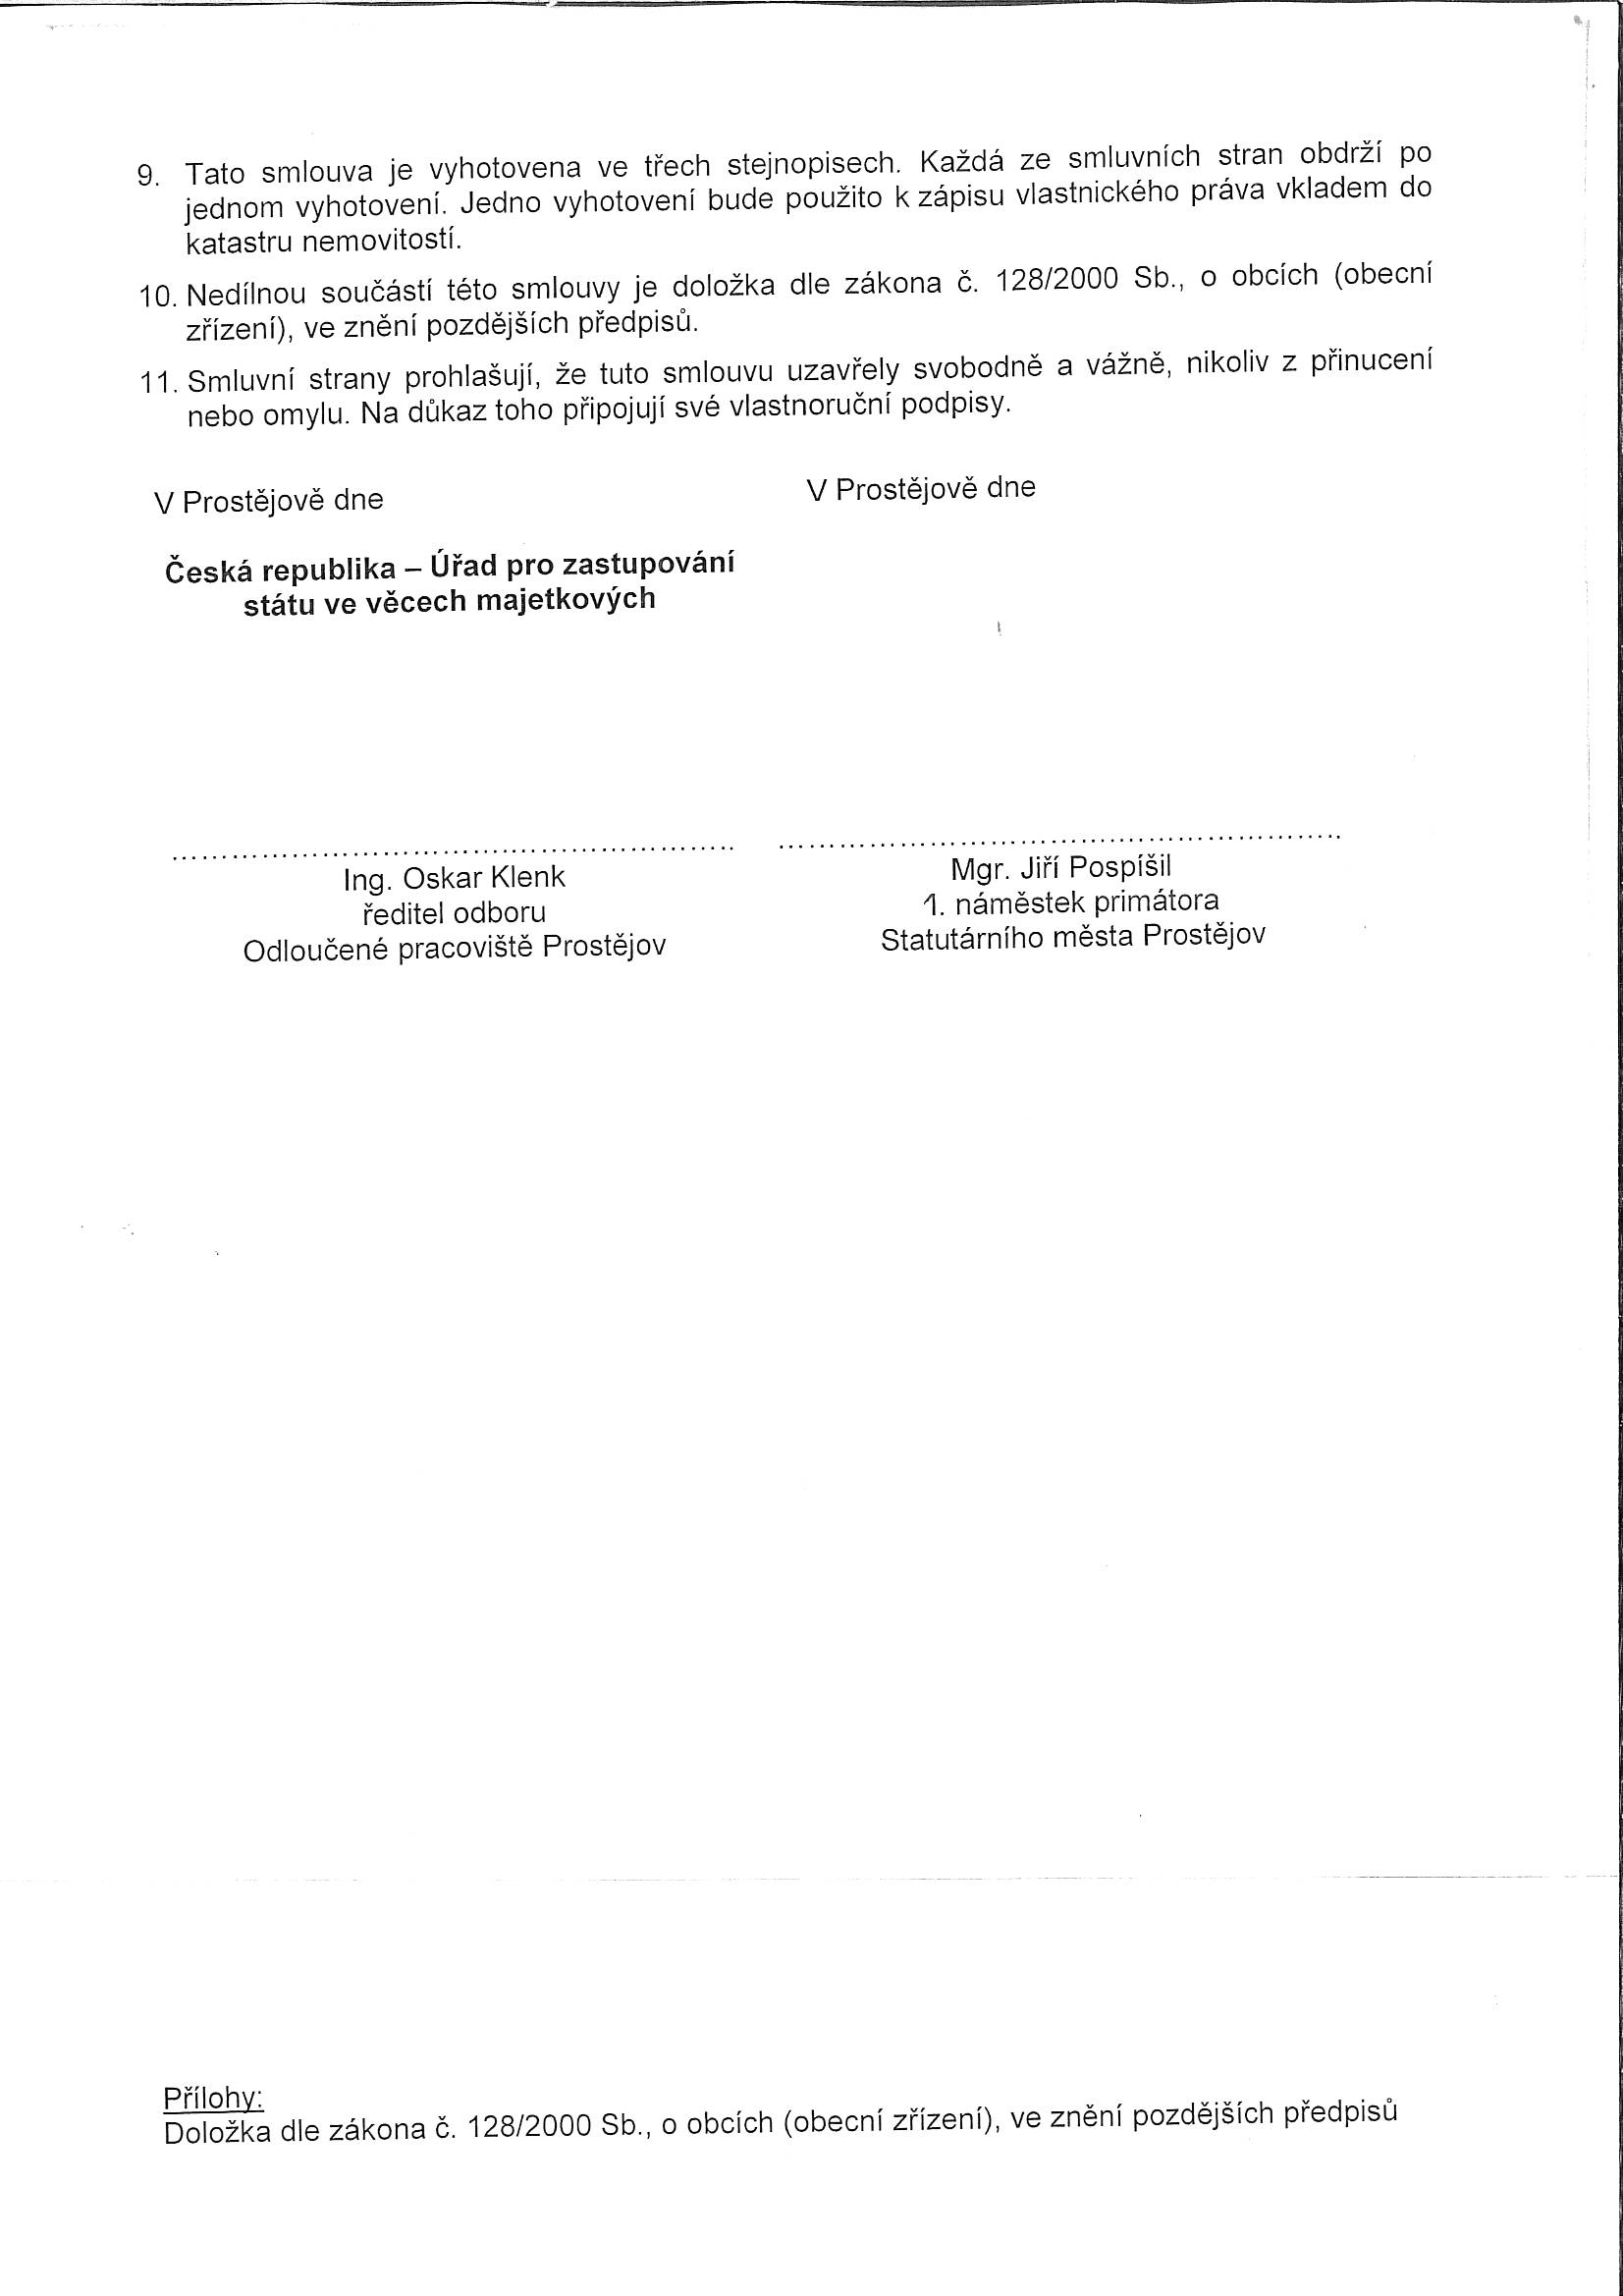 9. Tato smlouva je vyhotovena ve třech stejnopisech. Každá ze smluvních stran obdrží po
jednom vyhotovení. Jedno vyhotovení bude použito k zápisu vlastnického práva vkladem do
katastru nemovitostí.
10. Nedílnou součástí této smlouvy je doložka dle zákona č. 128/2000 Sb., o obcích (obecní
zřízení), ve znění pozdějších předpisů.
11. Smluvní strany prohlašují, že tuto smlouvu uzavřely svobodně a vážně, nikoliv z přinucení
nebo omylu. Na důkaz toho připojují své vlastnoruční podpisy.
V Prostějově dne
V Prostějově dne
Česká republika – Úřad pro zastupování
státu ve věcech majetkových
Ing. Oskar Klenk
ředitel odboru
Odloučené pracoviště Prostějov
Mgr. Jiří Pospíšil
1. náměstek primátora
Statutárního města Prostějov
Přílohy:
Doložka dle zákona č. 128/2000 Sb., o obcích (obecní zřízení), ve znění pozdějších předpisů